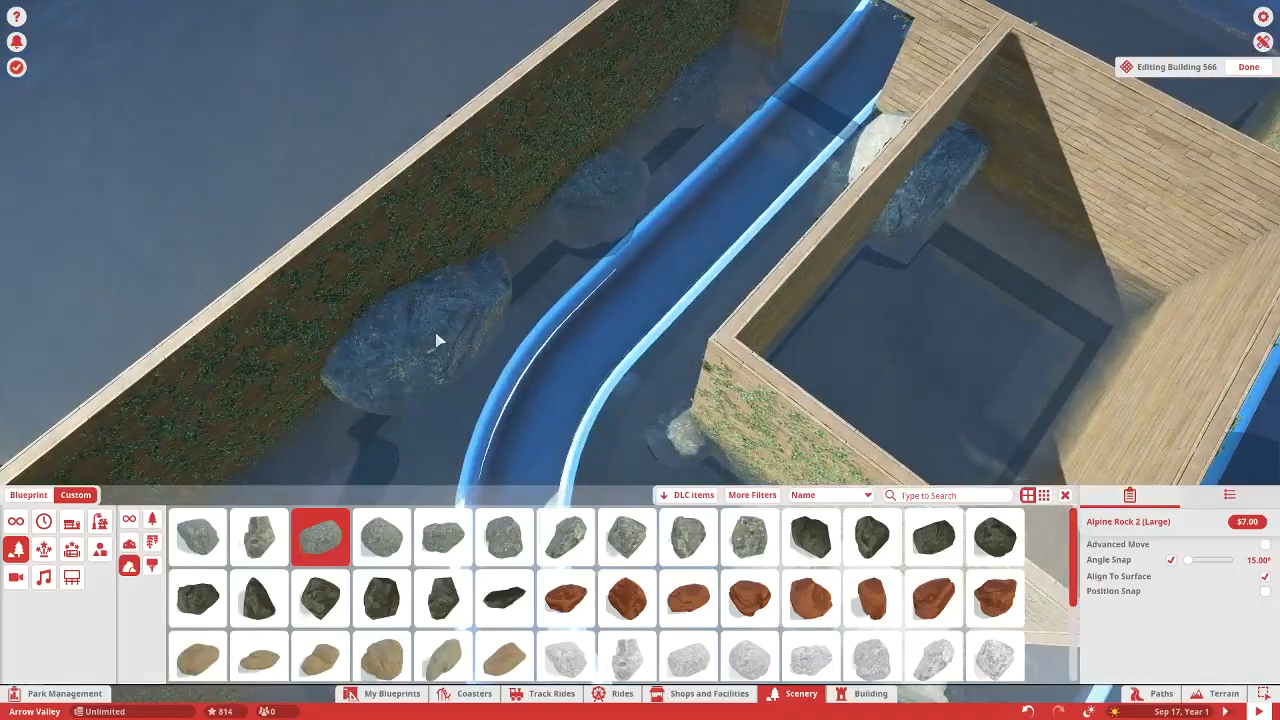 Editing Building 566 Done
Blueprint Custom DLC items More Filters Name Type to Search
Alpine Rock 2 (Large) $7.00
Advanced Move
Angle Snap 15.00°
Align To Surface
Position Snap
Park Management My Blueprints Coasters Track Rides Rides Shops and Facilities Scenery Building Paths Terrain
Arrow Valley Unlimited 814 0 Sep 17, Year 1